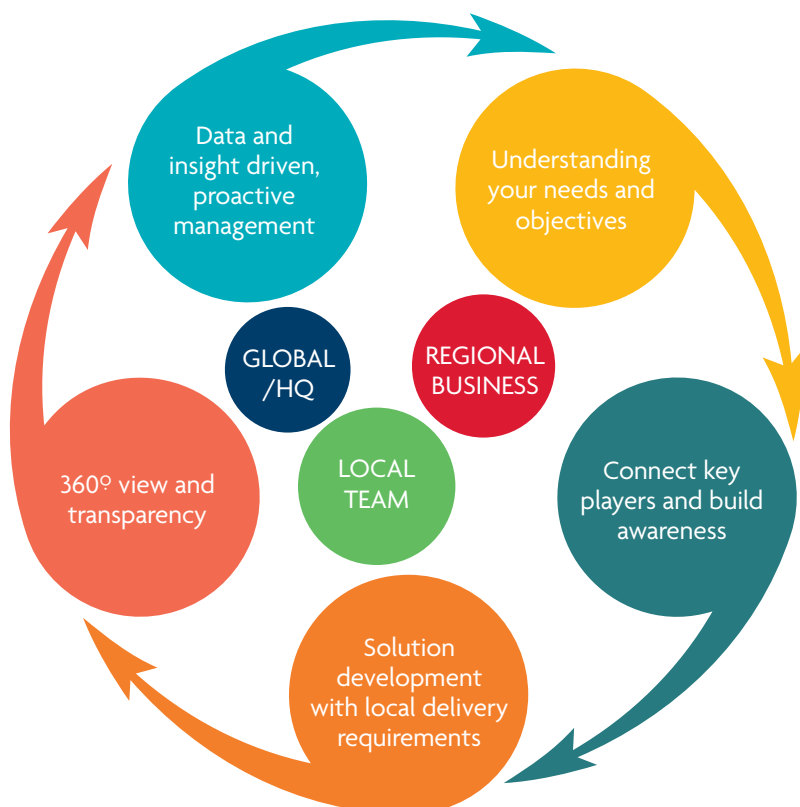 Data and
insight driven,
proactive
management
Understanding
your needs and
objectives
GLOBAL
/HQ
REGIONAL
BUSINESS
LOCAL
TEAM
360º view and
transparency
Connect key
players and build
awareness
Solution
development
with local delivery
requirements